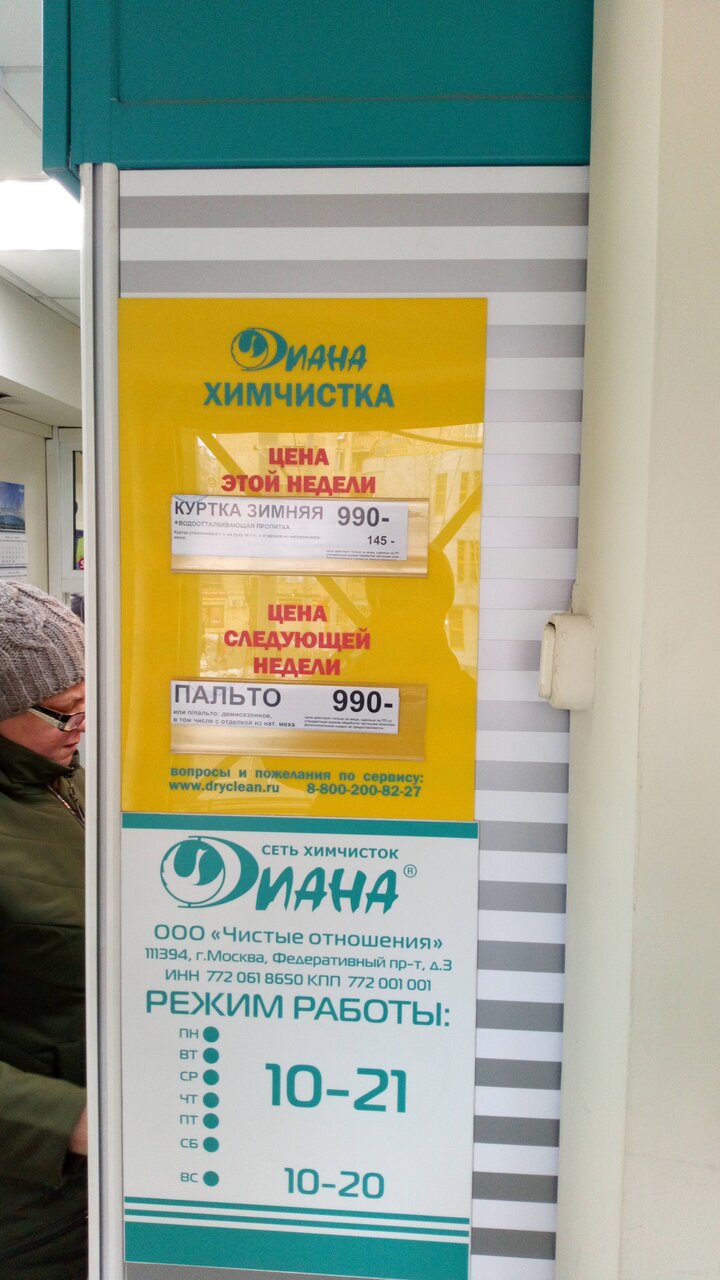 Диана
ХИМЧИСТКА
ЦЕНА
ЭТОЙ НЕДЕЛИ
КУРТКА ЗИМНЯЯ 990-
+ВОДООТТАЛКИВАЮЩАЯ ПРОПИТКА
145 -
ЦЕНА
СЛЕДУЮЩЕЙ
НЕДЕЛИ
ПАЛЬТО 990-
или п/пальто: демисезонное,
в том числе с отделкой из нат. меха
вопросы и пожелания по сервису:
www.dryclean.ru 8-800-200-82-27
СЕТЬ ХИМЧИСТОК
Диана®
ООО «Чистые отношения»
111394, г.Москва, Федеративный пр-т, д.3
ИНН 772 061 8650 КПП 772 001 001
РЕЖИМ РАБОТЫ:
ПН
ВТ
СР
ЧТ
ПТ
СБ
10-21
ВС 10-20